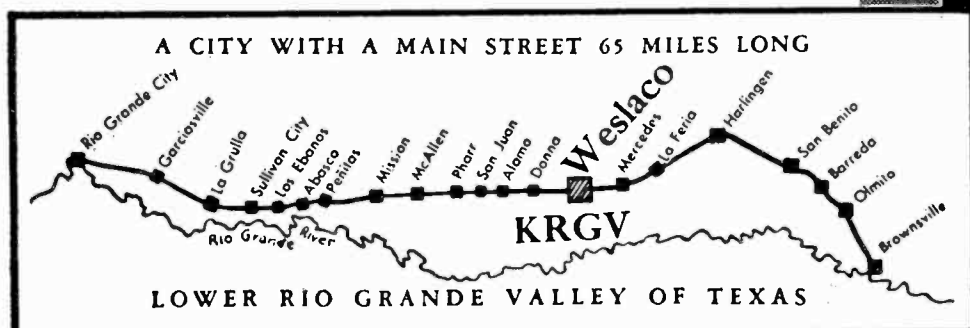 A CITY WITH A MAIN STREET 65 MILES LONG
Rio Grande City
Garciasville
La Grulla
Sullivan City
Los Ebanos
Abasco
Peñitas
Mission
McAllen
Pharr
San Juan
Alamo
Donna
Weslaco
Mercedes
La Feria
Harlingen
San Benito
Barreda
Olmito
Brownsville
KRGV
Rio Grande River
LOWER RIO GRANDE VALLEY OF TEXAS